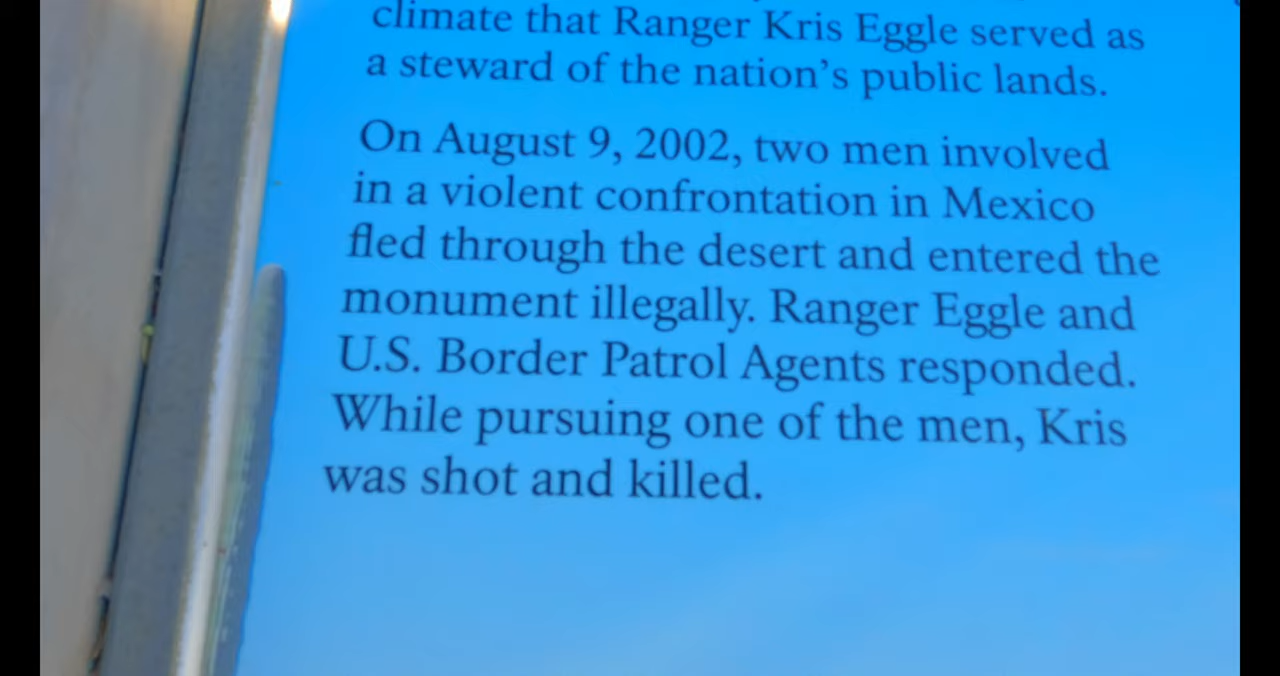 climate that Ranger Kris Eggle served as
a steward of the nation's public lands.
On August 9, 2002, two men involved
in a violent confrontation in Mexico
fled through the desert and entered the
monument illegally. Ranger Eggle and
U.S. Border Patrol Agents responded.
While pursuing one of the men, Kris
was shot and killed.